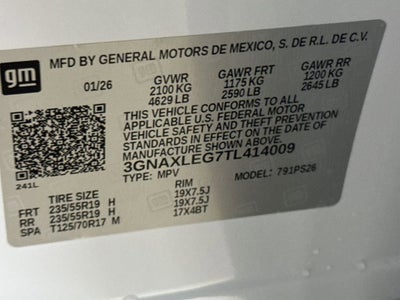 gm
MFD BY GENERAL MOTORS DE MEXICO, S. DE R.L. DE C.V.
01/26 GVWR GAWR FRT GAWR RR
2100 KG 1175 KG 1200 KG
4629 LB 2590 LB 2645 LB
THIS VEHICLE CONFORMS TO ALL
APPLICABLE U.S. FEDERAL MOTOR
VEHICLE SAFETY AND THEFT PREVENTION
STANDARDS IN EFFECT ON THE DATE OF
MANUFACTURE SHOWN ABOVE.
3GNAXLEG7TL414009
241L TYPE: MPV MODEL: 791PS26
TIRE SIZE RIM
FRT 235/55R19 H 19X7.5J
RR 235/55R19 H 19X7.5J
SPA T125/70R17 M 17X4BT